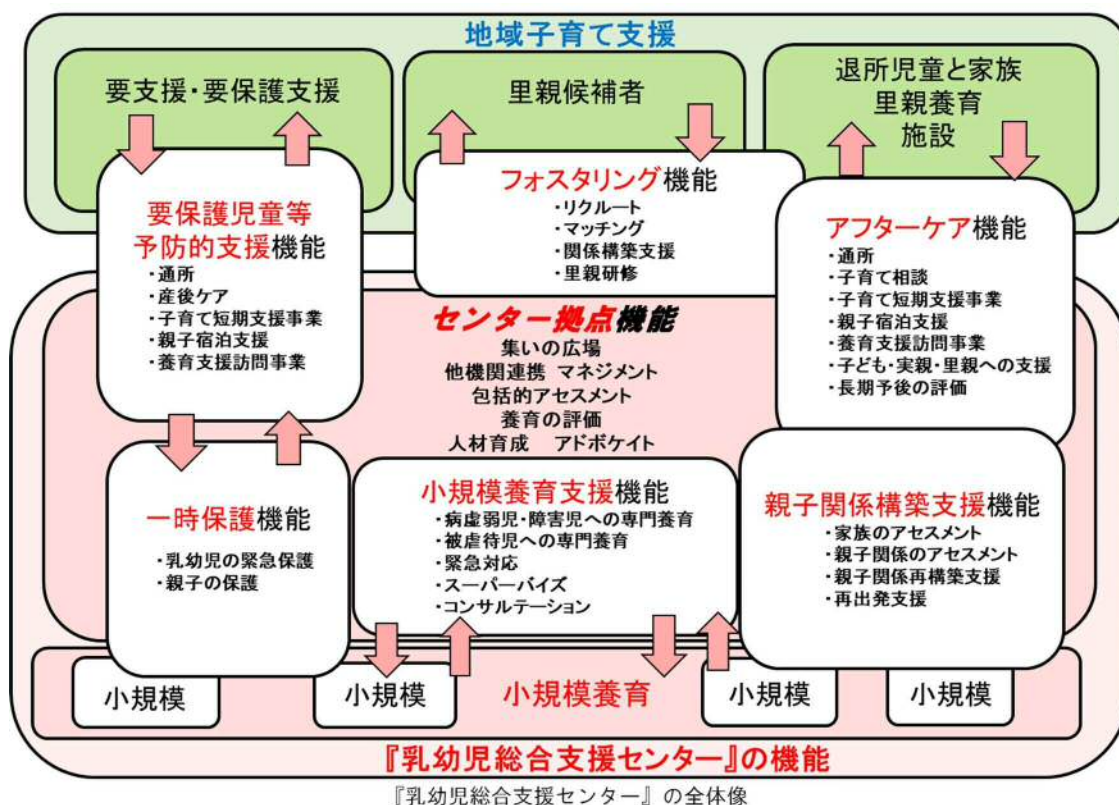 地域子育て支援
要支援・要保護支援
里親候補者
退所児童と家族
里親養育
施設
要保護児童等
予防的支援機能
・通所
・産後ケア
・子育て短期支援事業
・親子宿泊支援
・養育支援訪問事業
フォスタリング機能
・リクルート
・マッチング
・関係構築支援
・里親研修
アフターケア機能
・通所
・子育て相談
・子育て短期支援事業
・親子宿泊支援
・養育支援訪問事業
・子ども・実親・里親への支援
・長期予後の評価
センター拠点機能
集いの広場
他機関連携 マネジメント
包括的アセスメント
養育の評価
人材育成 アドボケイト
一時保護機能
・乳幼児の緊急保護
・親子の保護
小規模養育支援機能
・病虚弱児・障害児への専門養育
・被虐待児への専門養育
・緊急対応
・スーパーバイズ
・コンサルテーション
親子関係構築支援機能
・家族のアセスメント
・親子関係のアセスメント
・親子関係再構築支援
・再出発支援
小規模
小規模
小規模養育
小規模
小規模
『乳幼児総合支援センター』の機能
『乳幼児総合支援センター』の全体像